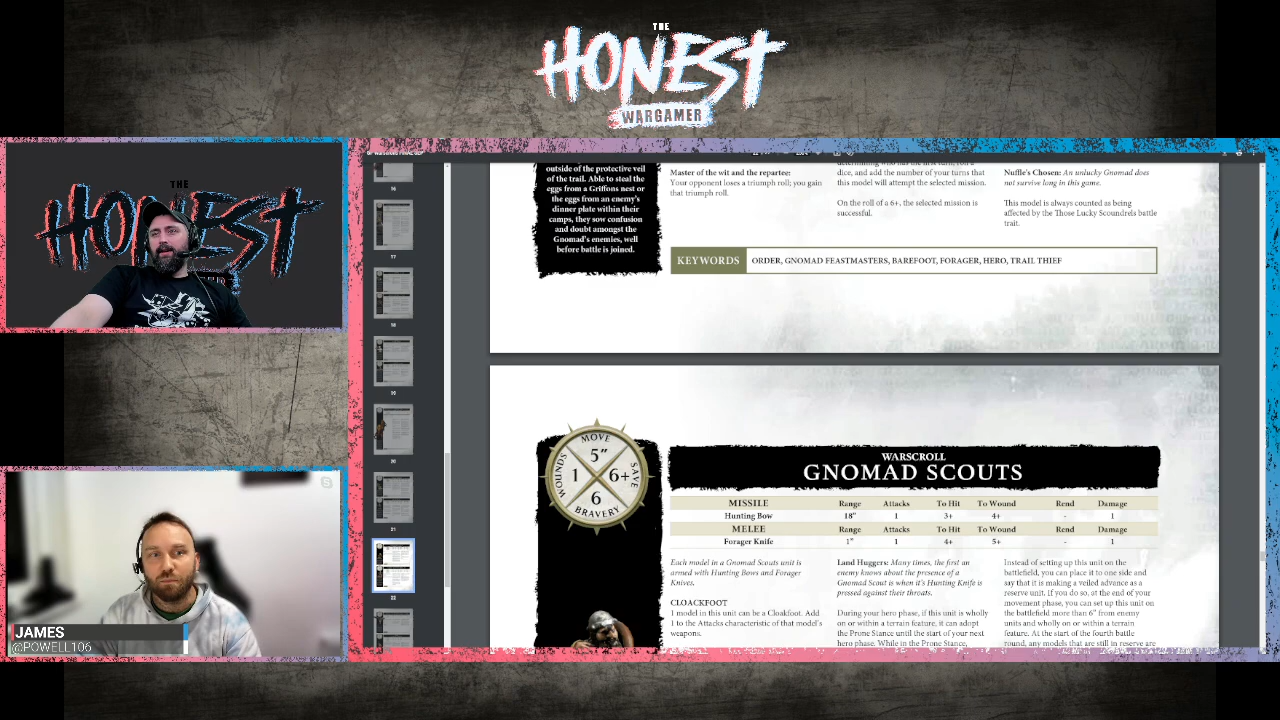 THE
HONEST
WARGAMER
THE
JAMES
@POWELL106
16
17
18
19
20
21
22
outside of the protective veil
of the trail. Able to steal the
eggs from a Griffons nest or
the eggs from an enemy's
dinner plate within their
camps, they sow confusion
and doubt amongst the
Gnomad's enemies, well
before battle is joined.
Master of the wit and the repartee:
Your opponent loses a triumph roll; you gain
that triumph roll.
dice, and add the number of your turns that
this model will attempt the selected mission.
On the roll of a 6+, the selected mission is
successful.
Nuffle's Chosen: An unlucky Gnomad does
not survive long in this game.
This model is always counted as being
affected by the Those Lucky Scoundrels battle
trait.
KEYWORDS ORDER, GNOMAD FEASTMASTERS, BAREFOOT, FORAGER, HERO, TRAIL THIEF
MOVE
5"
WOUNDS 1 6+ SAVE
6
BRAVERY
WARSCROLL
GNOMAD SCOUTS
MISSILE Range Attacks To Hit To Wound Rend Damage
Hunting Bow 18" 1 3+ 4+ - 1
MELEE Range Attacks To Hit To Wound Rend Damage
Forager Knife 1" 1 4+ 5+ - 1
Each model in a Gnomad Scouts unit is
armed with Hunting Bows and Forager
Knives.
CLOAKFOOT
1 model in this unit can be a Cloakfoot. Add
1 to the Attacks characteristic of that model's
weapons.
Land Huggers: Many times, the first an
enemy knows about the presence of a
Gnomad Scout is when it's Hunting Knife is
pressed against their throats.
During your hero phase, if this unit is wholly
on or within a terrain feature, it can adopt
the Prone Stance until the start of your next
hero phase. While in the Prone Stance,
Instead of setting up this unit on the
battlefield, you can place it to one side and
say that it is making a veiled advance as a
reserve unit. If you do so, at the end of your
movement phase, you can set up this unit on
the battlefield more than 6" from enemy
units and wholly on or within a terrain
feature. At the start of the fourth battle
round, any models that are still in reserve are